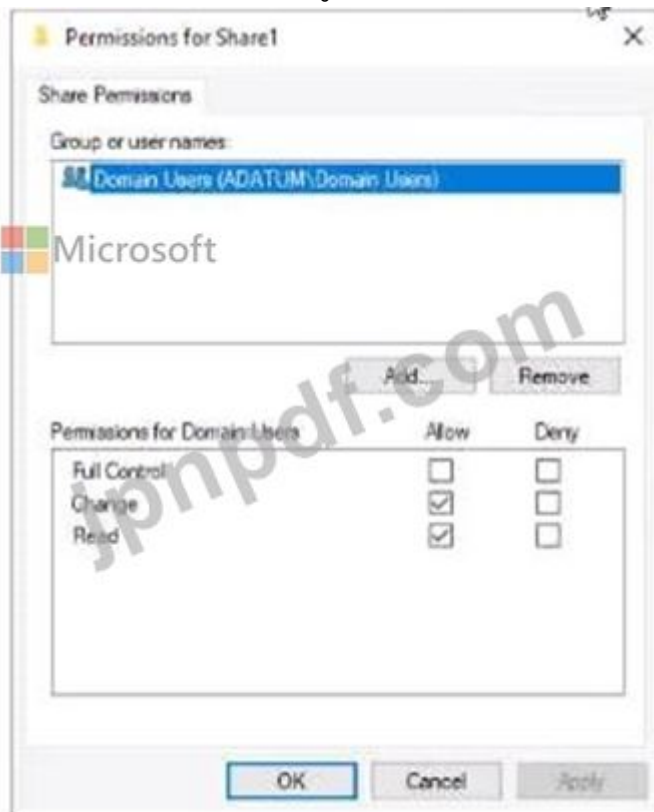 Permissions for Share1
Share Permissions
Group or user names:
Domain Users (ADATUM\Domain Users)
Microsoft
Add... Remove
Permissions for Domain Users Allow Deny
Full Control
Change
Read
jpnpdf.com
OK Cancel Apply